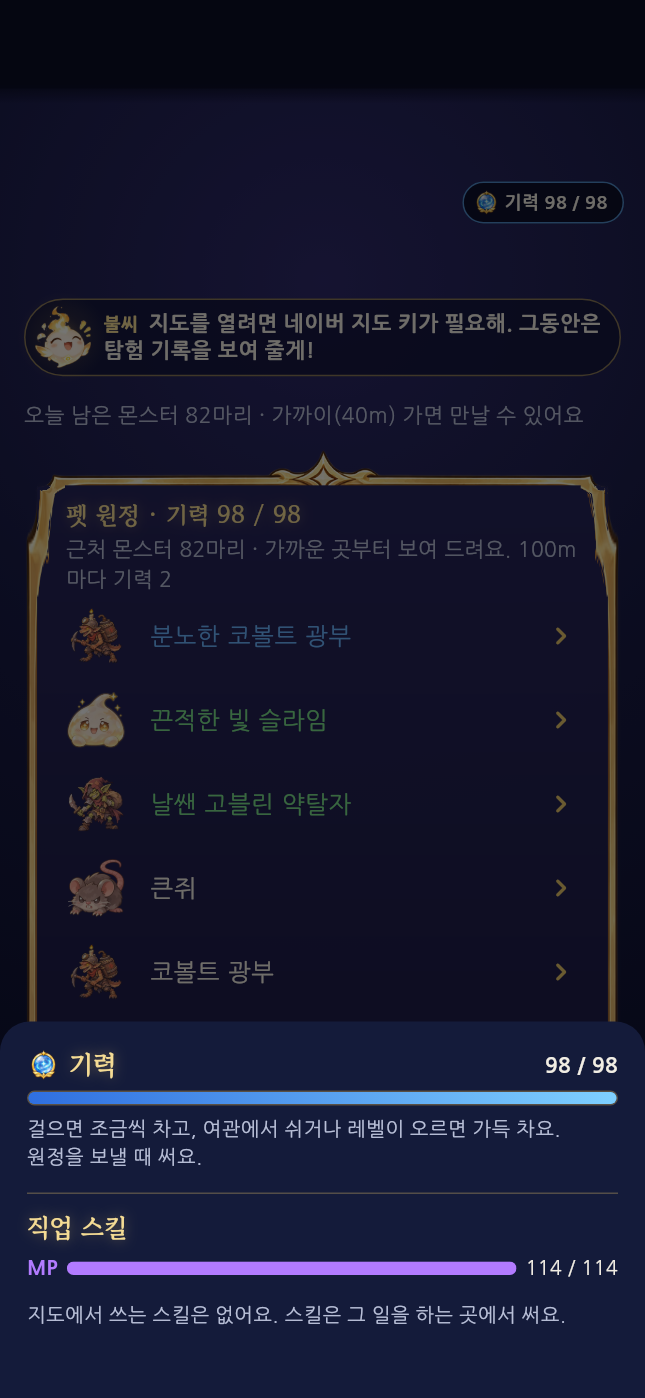 기력 98 / 98
불씨 지도를 열려면 네이버 지도 키가 필요해. 그동안은
탐험 기록을 보여 줄게!
오늘 남은 몬스터 82마리 · 가까이(40m) 가면 만날 수 있어요
펫 원정 · 기력 98 / 98
근처 몬스터 82마리 · 가까운 곳부터 보여 드려요. 100m
마다 기력 2
분노한 코볼트 광부
끈적한 빛 슬라임
날쌘 고블린 약탈자
큰쥐
코볼트 광부
기력 98 / 98
걸으면 조금씩 차고, 여관에서 쉬거나 레벨이 오르면 가득 차요.
원정을 보낼 때 써요.
직업 스킬
MP 114 / 114
지도에서 쓰는 스킬은 없어요. 스킬은 그 일을 하는 곳에서 써요.